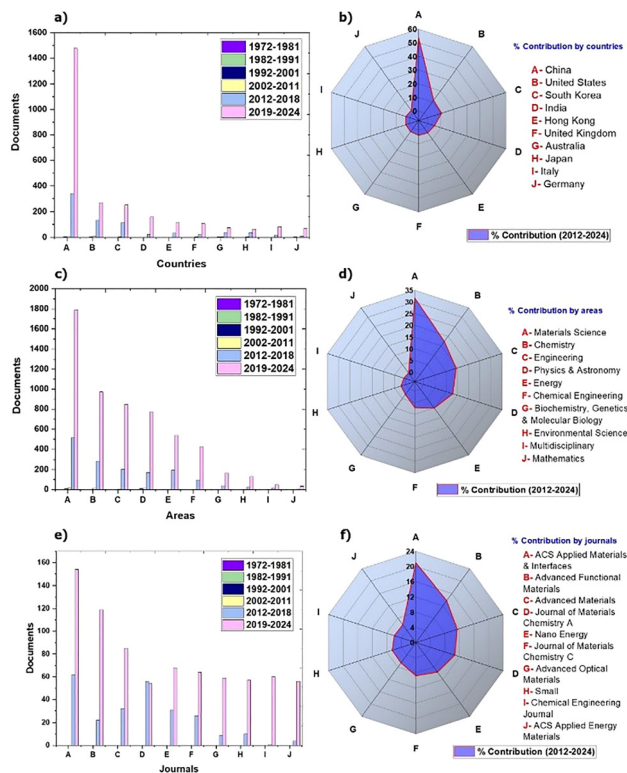 a)
Documents
1600
1400
1200
1000
800
600
400
200
0
1972-1981
1982-1991
1992-2001
2002-2011
2012-2018
2019-2024
A B C D E F G H I J
Countries
b)
A
B
C
D
E
F
G
H
I
J
60
50
40
30
20
10
0
% Contribution by countries
A- China
B- United States
C- South Korea
D- India
E- Hong Kong
F- United Kingdom
G- Australia
H- Japan
I- Italy
J- Germany
% Contribution (2012-2024)
c)
Documents
2000
1800
1600
1400
1200
1000
800
600
400
200
0
1972-1981
1982-1991
1992-2001
2002-2011
2012-2018
2019-2024
A B C D E F G H I J
Areas
d)
A
B
C
D
E
F
G
H
I
J
35
30
25
20
15
10
5
0
% Contribution by areas
A- Materials Science
B- Chemistry
C- Engineering
D- Physics & Astronomy
E- Energy
F- Chemical Engineering
G- Biochemistry, Genetics
& Molecular Biology
H- Environmental Science
I- Multidisciplinary
J- Mathematics
% Contribution (2012-2024)
e)
Documents
160
140
120
100
80
60
40
20
0
1972-1981
1982-1991
1992-2001
2002-2011
2012-2018
2019-2024
A B C D E F G H I J
Journals
f)
A
B
C
D
E
F
G
H
I
J
24
20
16
12
8
4
0
% Contribution by journals
A- ACS Applied Materials
& Interfaces
B- Advanced Functional
Materials
C- Advanced Materials
D- Journal of Materials
Chemistry A
E- Nano Energy
F- Journal of Materials
Chemistry C
G- Advanced Optical
Materials
H- Small
I- Chemical Engineering
Journal
J- ACS Applied Energy
Materials
% Contribution (2012-2024)